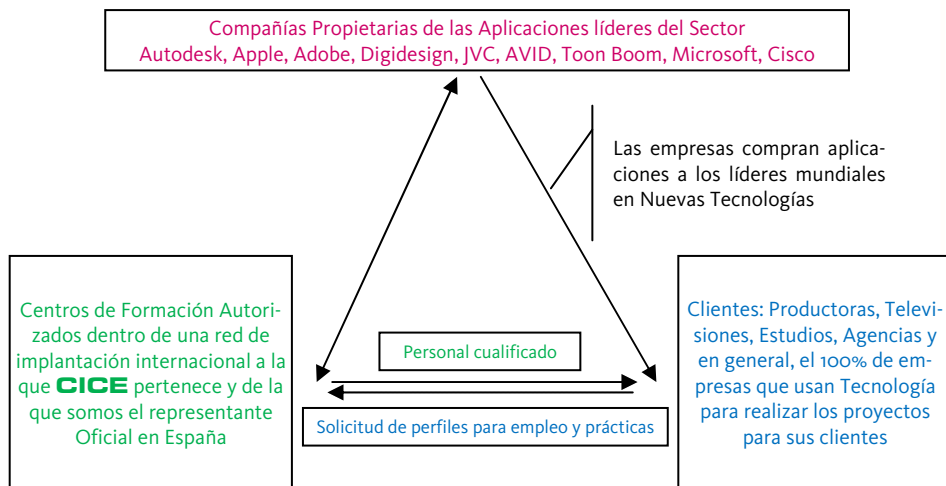 Compañías Propietarias de las Aplicaciones líderes del Sector
Autodesk, Apple, Adobe, Digidesign, JVC, AVID, Toon Boom, Microsoft, Cisco
Las empresas compran aplica-
ciones a los líderes mundiales
en Nuevas Tecnologías
Centros de Formación Autori-
zados dentro de una red de
implantación internacional a la
que CICE pertenece y de la
que somos el representante
Oficial en España
Personal cualificado
Solicitud de perfiles para empleo y prácticas
Clientes: Productoras, Televi-
siones, Estudios, Agencias y
en general, el 100% de em-
presas que usan Tecnología
para realizar los proyectos
para sus clientes